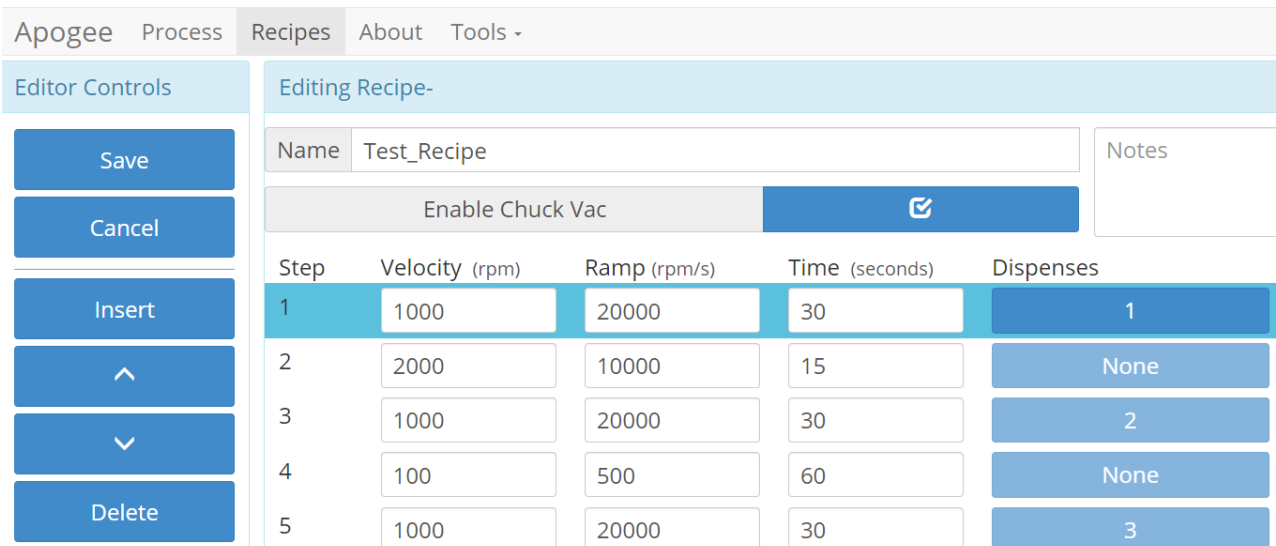 Apogee Process Recipes About Tools
Editor Controls
Editing Recipe-
Save
Cancel
Insert
Delete
Name Test_Recipe
Notes
Enable Chuck Vac
Step Velocity (rpm) Ramp (rpm/s) Time (seconds) Dispenses
1 1000 20000 30 1
2 2000 10000 15 None
3 1000 20000 30 2
4 100 500 60 None
5 1000 20000 30 3